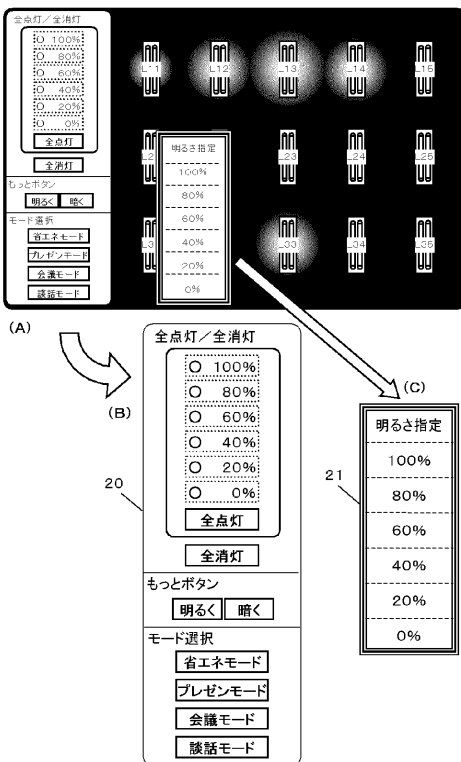 全点灯／全消灯
100%
80%
60%
40%
20%
0%
全点灯
全消灯
もっとボタン
明るく 暗く
モード選択
省エネモード
プレゼンモード
会議モード
談話モード
L11 L12 L13 L14 L15
L2 L23 L24 L25
L3 L33 L34 L35
明るさ指定
100%
80%
60%
40%
20%
0%
(A)
(B)
20
全点灯／全消灯
100%
80%
60%
40%
20%
0%
全点灯
全消灯
もっとボタン
明るく 暗く
モード選択
省エネモード
プレゼンモード
会議モード
談話モード
(C)
21
明るさ指定
100%
80%
60%
40%
20%
0%